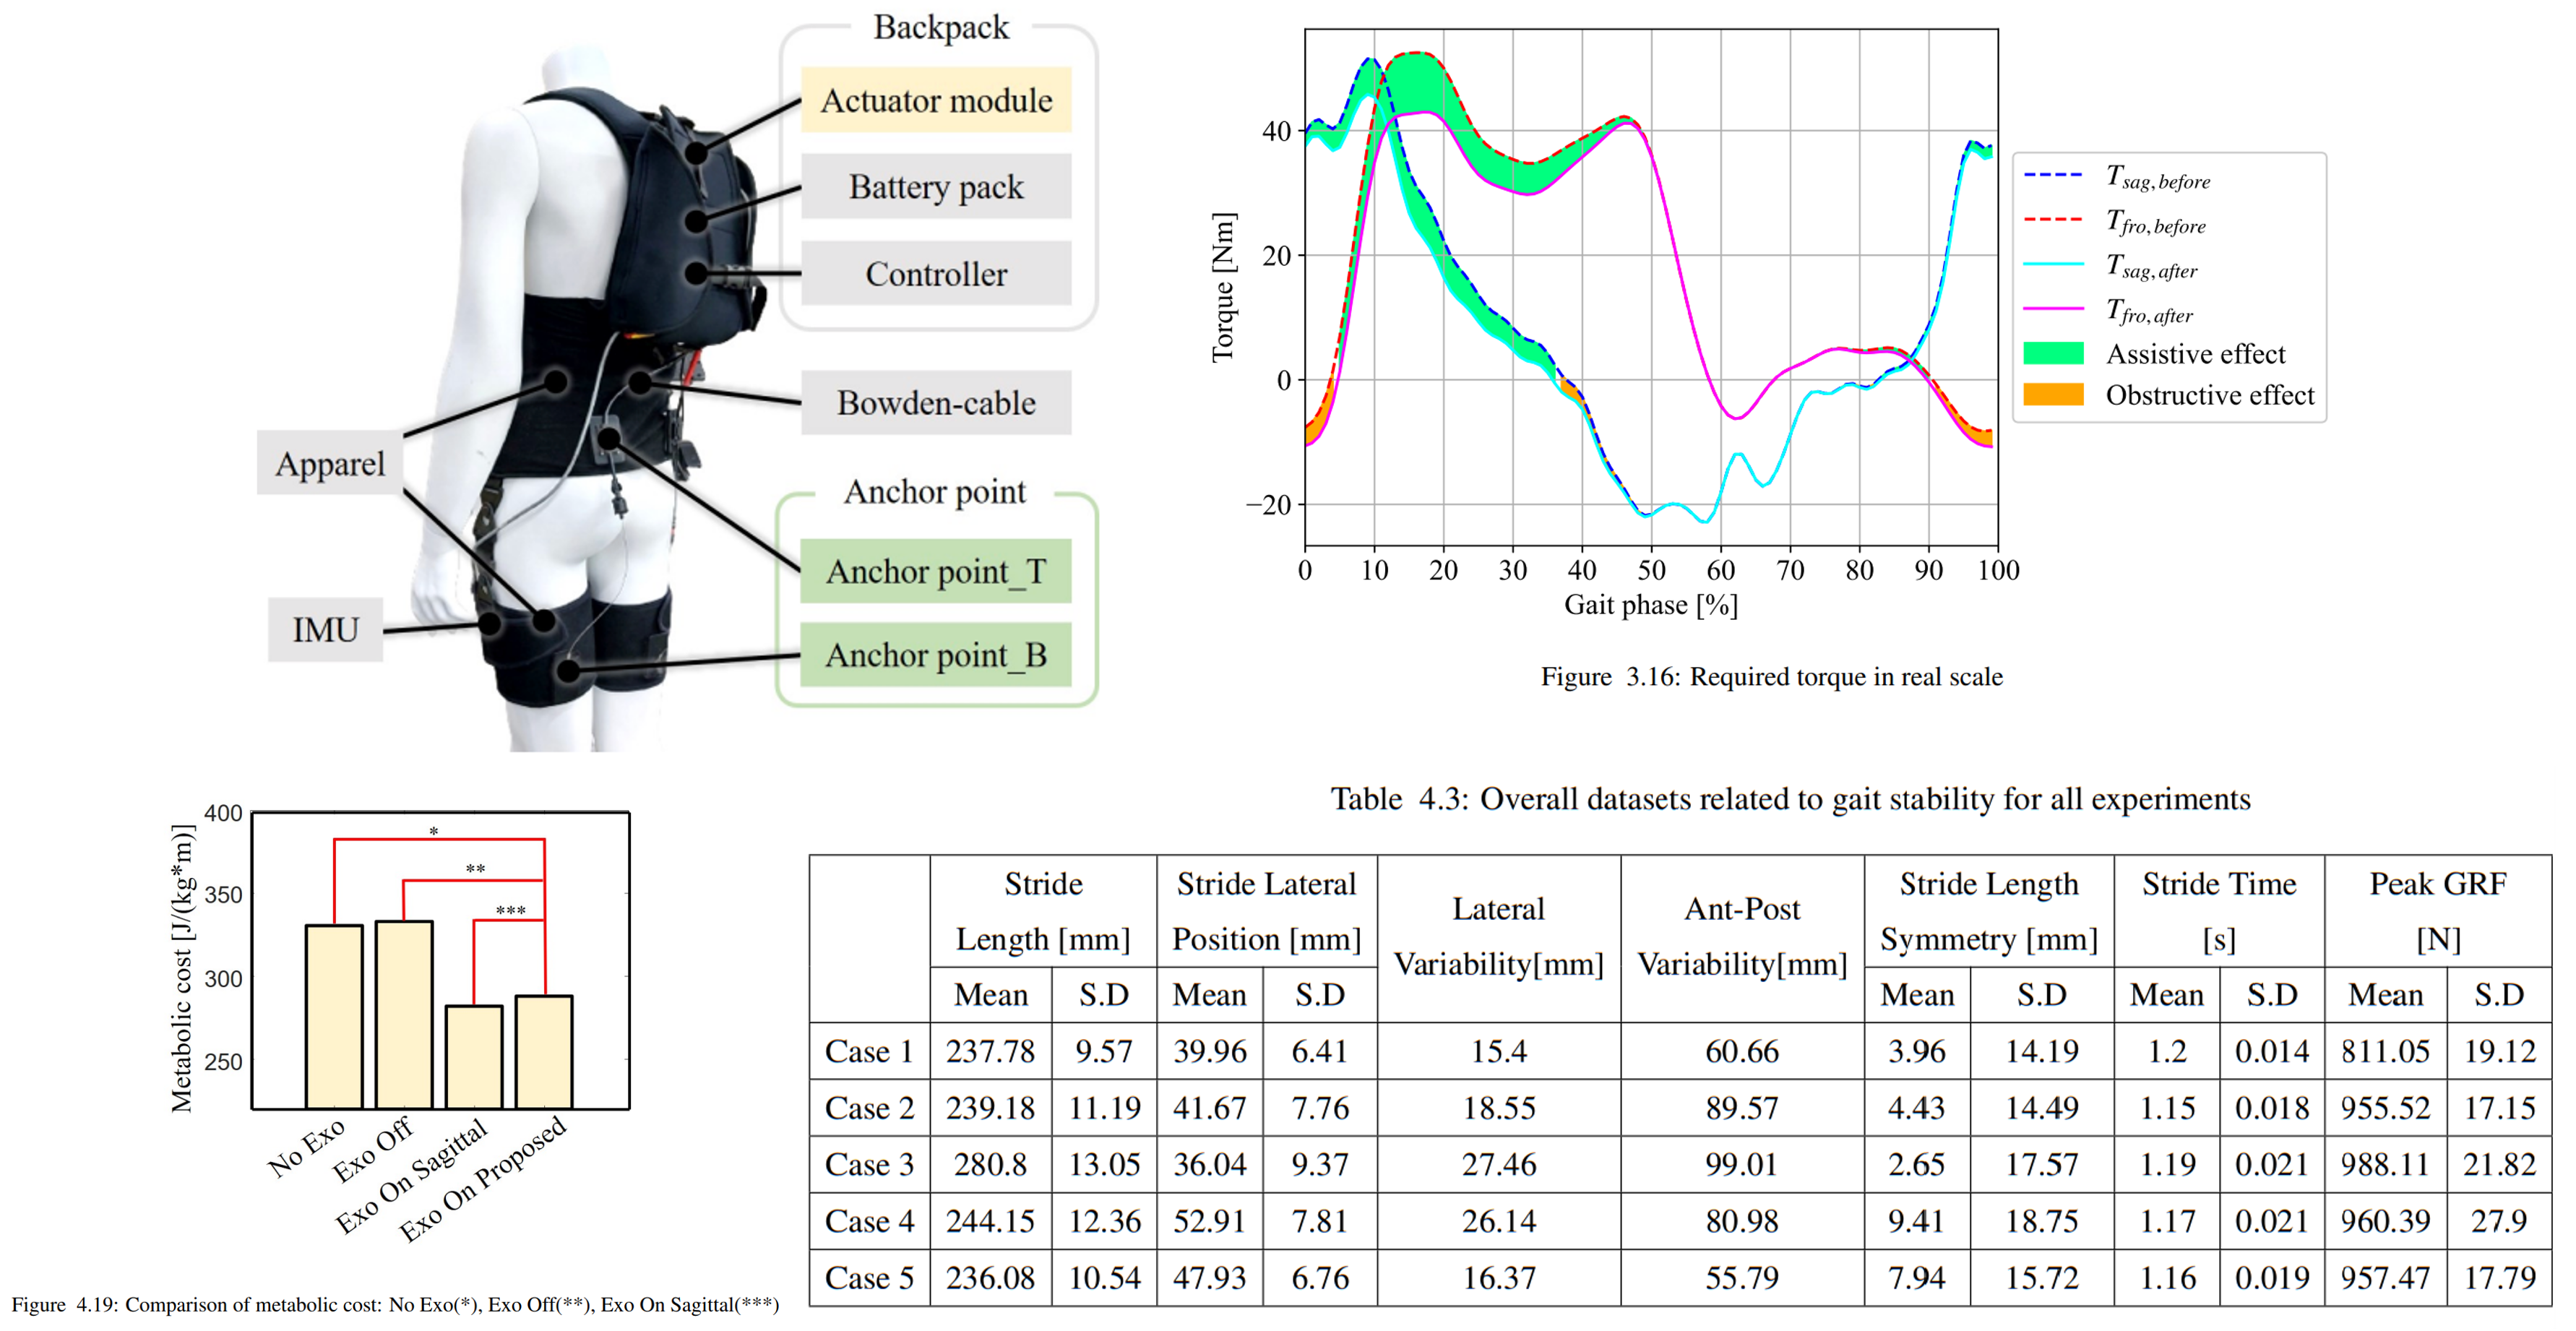 Backpack
Actuator module
Battery pack
Controller
Bowden-cable
Apparel
Anchor point
Anchor point_T
IMU
Anchor point_B
Torque [Nm]
40
20
0
−20
0 10 20 30 40 50 60 70 80 90 100
Gait phase [%]
T_sag,before
T_fro,before
T_sag,after
T_fro,after
Assistive effect
Obstructive effect
Figure 3.16: Required torque in real scale
Metabolic cost [J/(kg*m)]
400
350
300
250
*
**
***
No Exo
Exo Off
Exo On Sagittal
Exo On Proposed
Figure 4.19: Comparison of metabolic cost: No Exo(*), Exo Off(**), Exo On Sagittal(***)
Table 4.3: Overall datasets related to gait stability for all experiments
Stride Length [mm] Stride Lateral Position [mm] Lateral Variability[mm] Ant-Post Variability[mm] Stride Length Symmetry [mm] Stride Time [s] Peak GRF [N]
Mean S.D Mean S.D Mean S.D Mean S.D Mean S.D
Case 1 237.78 9.57 39.96 6.41 15.4 60.66 3.96 14.19 1.2 0.014 811.05 19.12
Case 2 239.18 11.19 41.67 7.76 18.55 89.57 4.43 14.49 1.15 0.018 955.52 17.15
Case 3 280.8 13.05 36.04 9.37 27.46 99.01 2.65 17.57 1.19 0.021 988.11 21.82
Case 4 244.15 12.36 52.91 7.81 26.14 80.98 9.41 18.75 1.17 0.021 960.39 27.9
Case 5 236.08 10.54 47.93 6.76 16.37 55.79 7.94 15.72 1.16 0.019 957.47 17.79